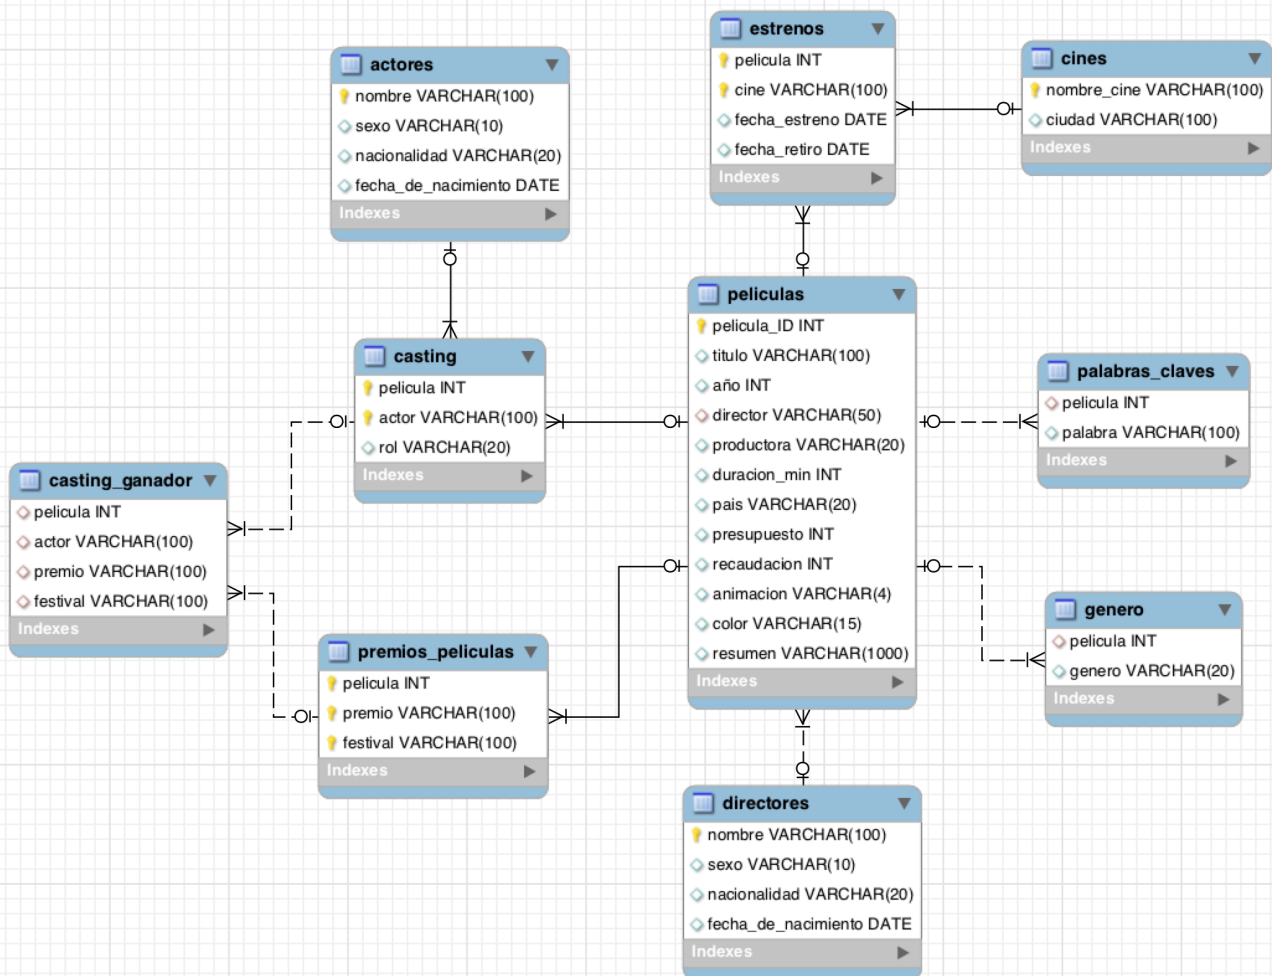 actores
nombre VARCHAR(100)
sexo VARCHAR(10)
nacionalidad VARCHAR(20)
fecha_de_nacimiento DATE
Indexes
estrenos
pelicula INT
cine VARCHAR(100)
fecha_estreno DATE
fecha_retiro DATE
Indexes
cines
nombre_cine VARCHAR(100)
ciudad VARCHAR(100)
Indexes
casting
pelicula INT
actor VARCHAR(100)
rol VARCHAR(20)
Indexes
peliculas
pelicula_ID INT
titulo VARCHAR(100)
año INT
director VARCHAR(50)
productora VARCHAR(20)
duracion_min INT
pais VARCHAR(20)
presupuesto INT
recaudacion INT
animacion VARCHAR(4)
color VARCHAR(15)
resumen VARCHAR(1000)
Indexes
palabras_claves
pelicula INT
palabra VARCHAR(100)
Indexes
casting_ganador
pelicula INT
actor VARCHAR(100)
premio VARCHAR(100)
festival VARCHAR(100)
Indexes
premios_peliculas
pelicula INT
premio VARCHAR(100)
festival VARCHAR(100)
Indexes
genero
pelicula INT
genero VARCHAR(20)
Indexes
directores
nombre VARCHAR(100)
sexo VARCHAR(10)
nacionalidad VARCHAR(20)
fecha_de_nacimiento DATE
Indexes